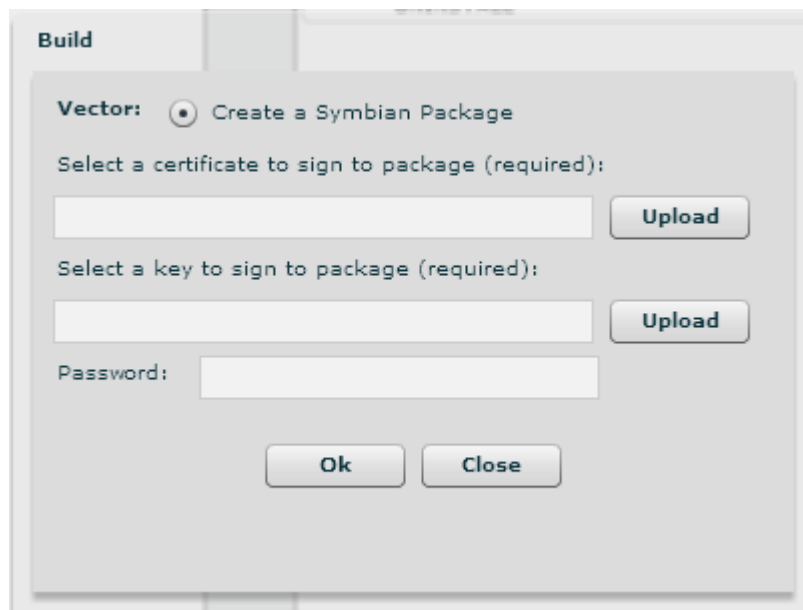 Build
Vector: Create a Symbian Package
Select a certificate to sign to package (required):
Upload
Select a key to sign to package (required):
Upload
Password:
Ok Close